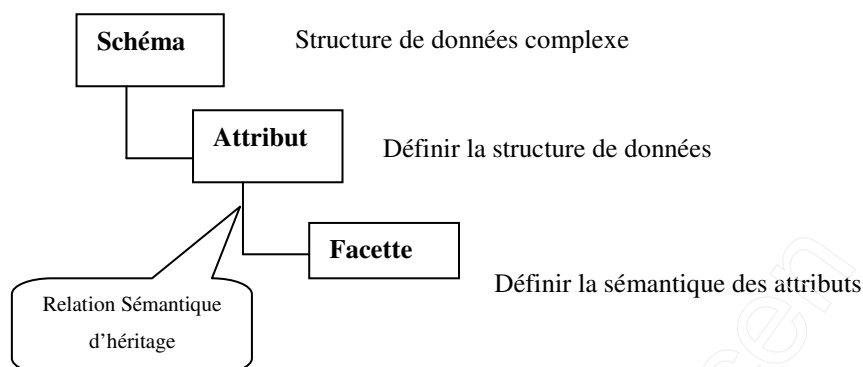 Schéma
Structure de données complexe
Attribut
Définir la structure de données
Facette
Définir la sémantique des attributs
Relation Sémantique
d'héritage
cen